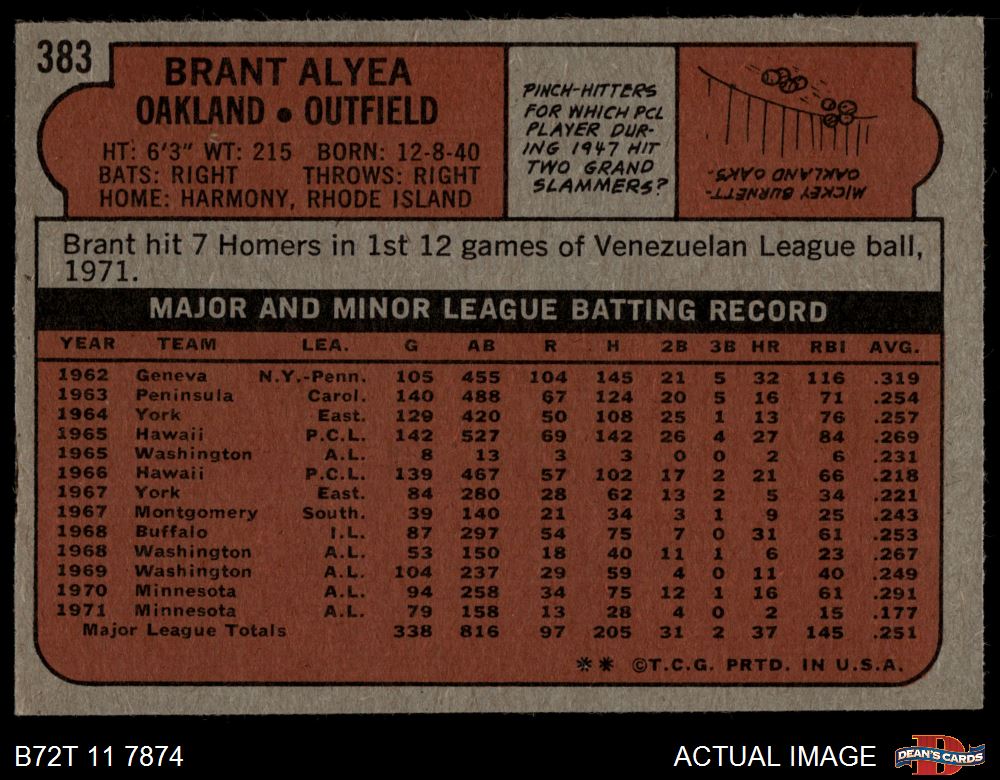 383
BRANT ALYEA
OAKLAND • OUTFIELD
HT: 6'3" WT: 215 BORN: 12-8-40
BATS: RIGHT THROWS: RIGHT
HOME: HARMONY, RHODE ISLAND
PINCH-HITTERS
FOR WHICH PCL
PLAYER DUR-
ING 1947 HIT
TWO GRAND
SLAMMERS?
MICKEY BURNETT-
OAKLAND OAKS.
Brant hit 7 Homers in 1st 12 games of Venezuelan League ball,
1971.
MAJOR AND MINOR LEAGUE BATTING RECORD
YEAR TEAM LEA. G AB R H 2B 3B HR RBI AVG.
1962 Geneva N.Y.-Penn. 105 455 104 145 21 5 32 116 .319
1963 Peninsula Carol. 140 488 67 124 20 5 16 71 .254
1964 York East. 129 420 50 108 25 1 13 76 .257
1965 Hawaii P.C.L. 142 527 69 142 26 4 27 84 .269
1965 Washington A.L. 8 13 3 3 0 0 2 6 .231
1966 Hawaii P.C.L. 139 467 57 102 17 2 21 66 .218
1967 York East. 84 280 28 62 13 2 5 34 .221
1967 Montgomery South. 39 140 21 34 3 1 9 25 .243
1968 Buffalo I.L. 87 297 54 75 7 0 31 61 .253
1968 Washington A.L. 53 150 18 40 11 1 6 23 .267
1969 Washington A.L. 104 237 29 59 4 0 11 40 .249
1970 Minnesota A.L. 94 258 34 75 12 1 16 61 .291
1971 Minnesota A.L. 79 158 13 28 4 0 2 15 .177
Major League Totals 338 816 97 205 31 2 37 145 .251
** ©T.C.G. PRTD. IN U.S.A.
B72T 11 7874
ACTUAL IMAGE
D
DEAN'S CARDS